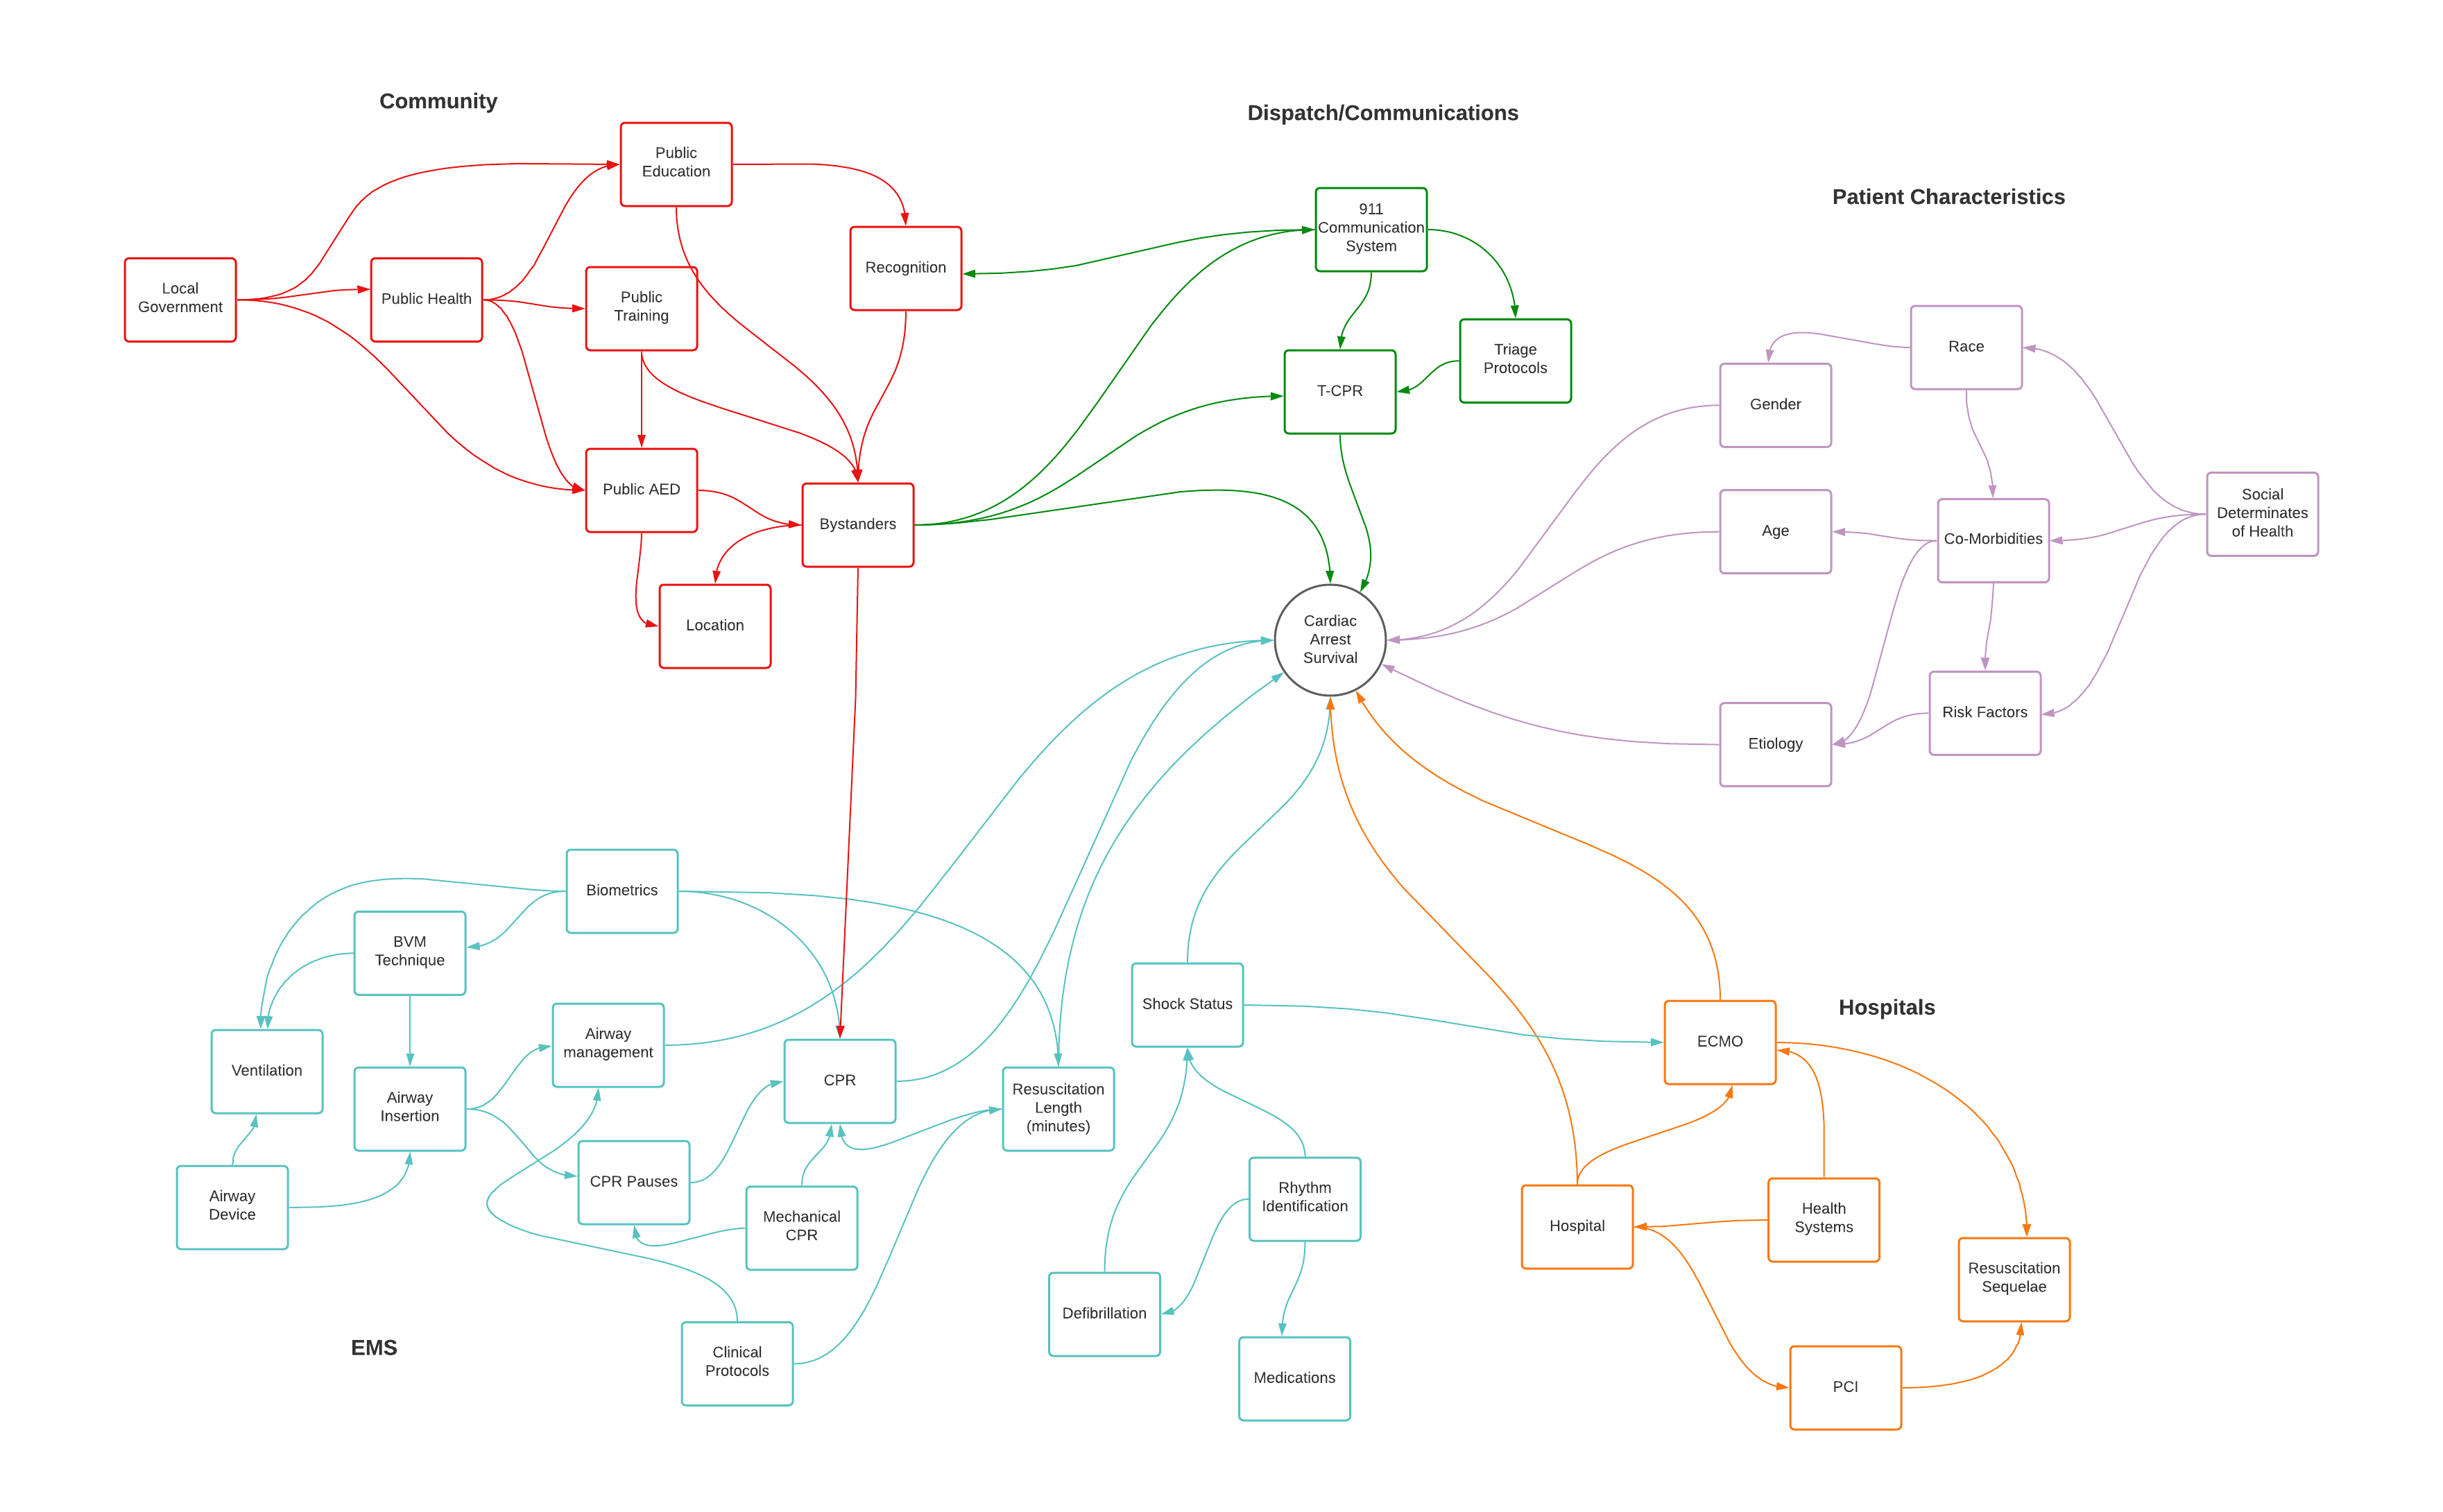 Community
Public
Education
Local
Government
Public Health
Public
Training
Recognition
Public AED
Bystanders
Location
Dispatch/Communications
911
Communication
System
T-CPR
Triage
Protocols
Patient Characteristics
Race
Gender
Age
Co-Morbidities
Social
Determinates
of Health
Risk Factors
Etiology
Cardiac
Arrest
Survival
Biometrics
BVM
Technique
Ventilation
Airway
management
Airway
Insertion
CPR
Resuscitation
Length
(minutes)
CPR Pauses
Airway
Device
Mechanical
CPR
Clinical
Protocols
EMS
Shock Status
Rhythm
Identification
Defibrillation
Medications
Hospitals
ECMO
Hospital
Health
Systems
Resuscitation
Sequelae
PCI